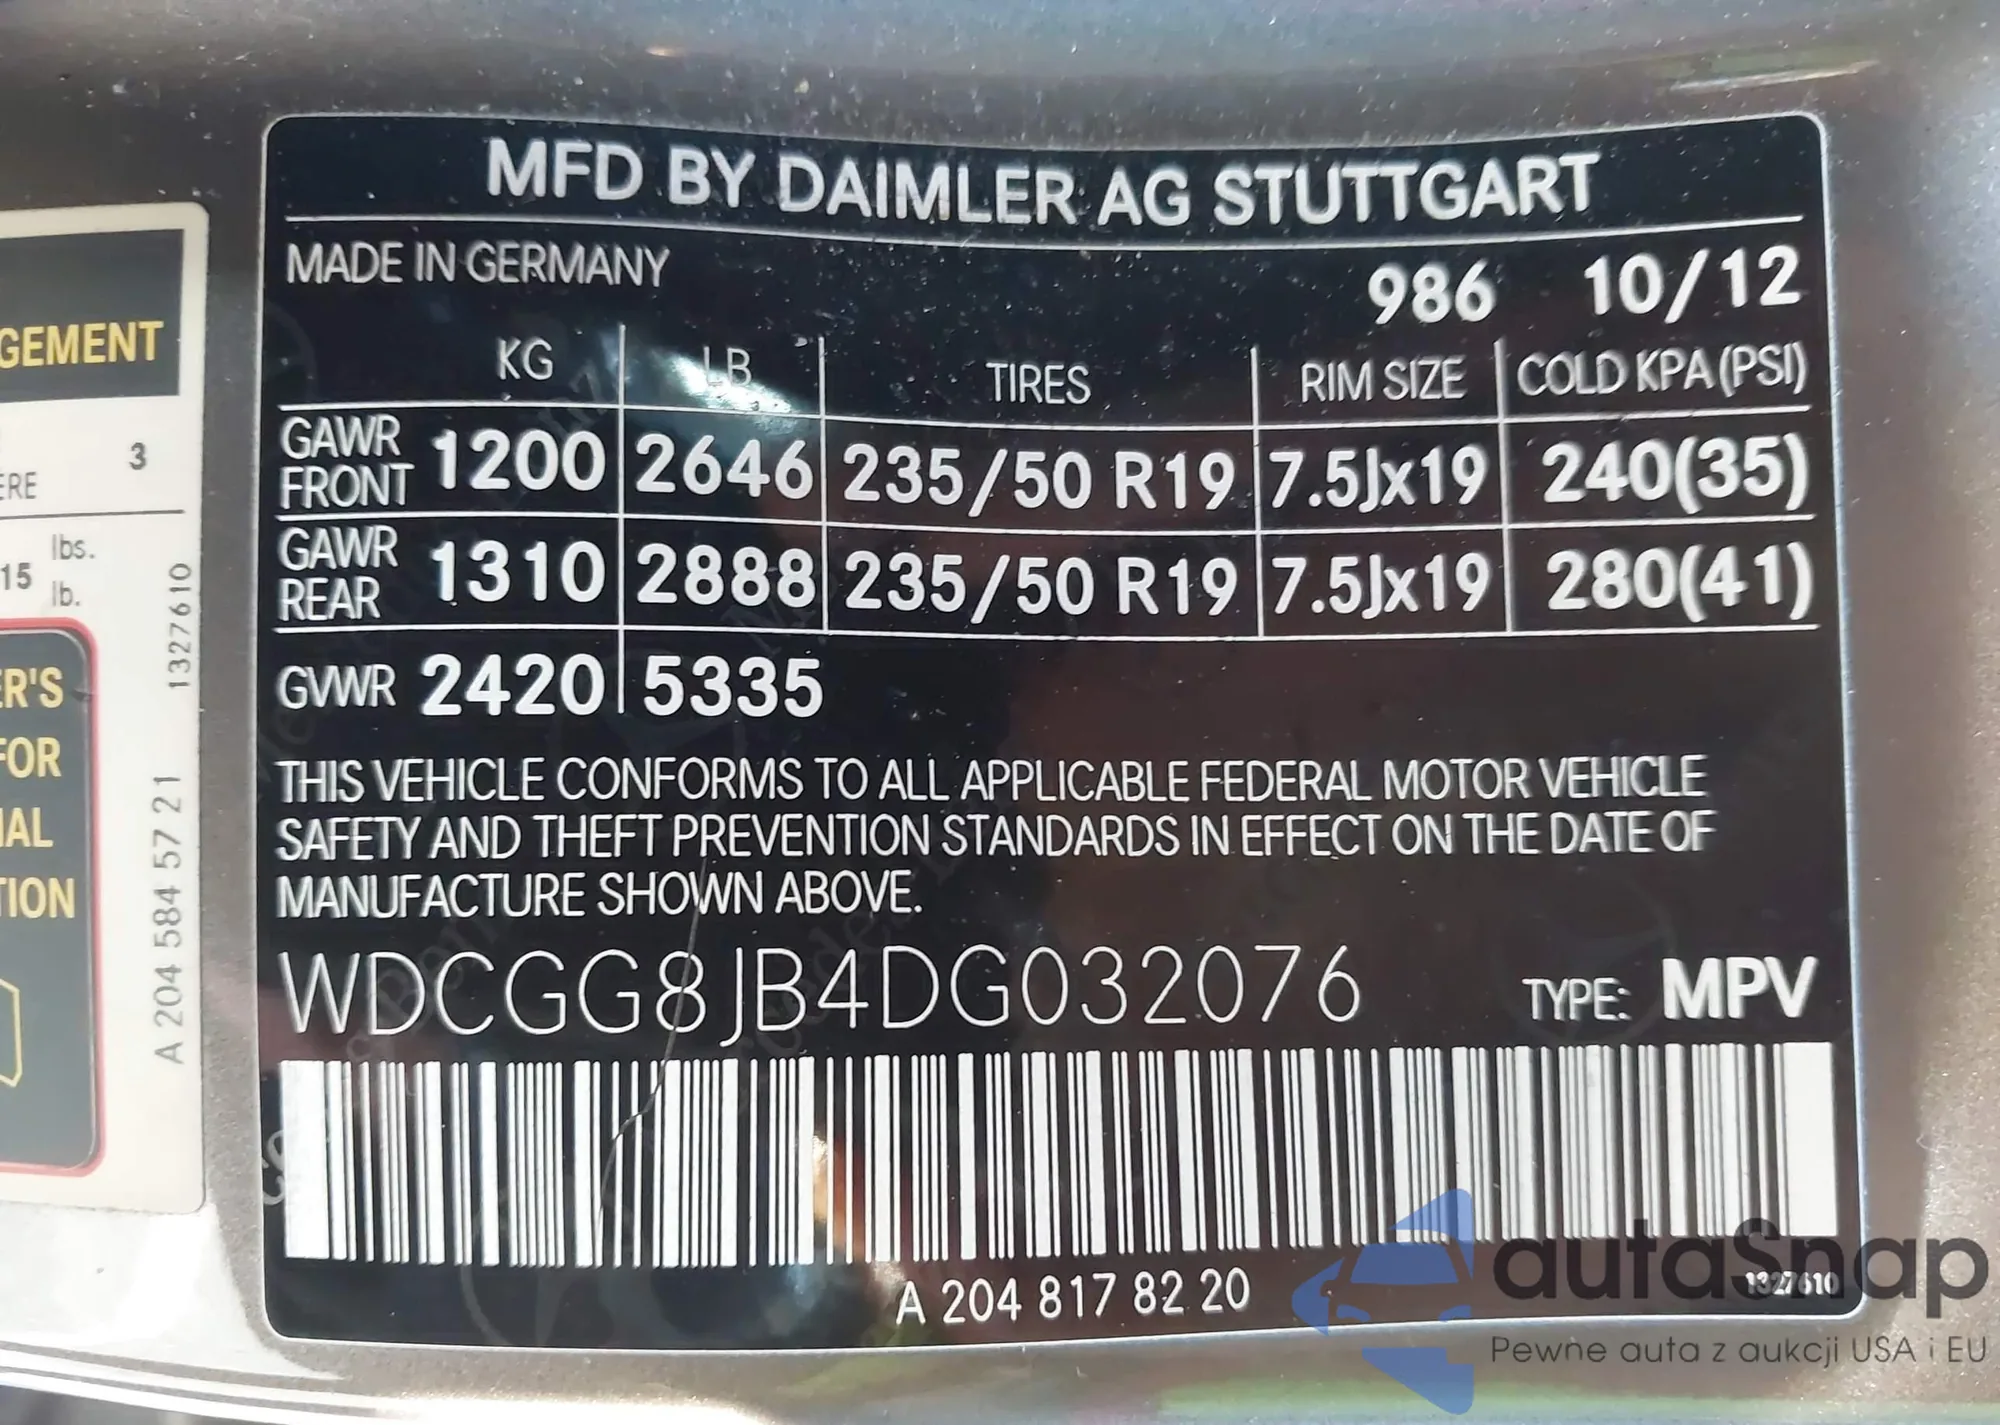 MFD BY DAIMLER AG STUTTGART
MADE IN GERMANY 986 10/12
KG LB TIRES RIM SIZE COLD KPA (PSI)
GAWR FRONT 1200 2646 235/50 R19 7.5Jx19 240(35)
GAWR REAR 1310 2888 235/50 R19 7.5Jx19 280(41)
GVWR 2420 5335
THIS VEHICLE CONFORMS TO ALL APPLICABLE FEDERAL MOTOR VEHICLE
SAFETY AND THEFT PREVENTION STANDARDS IN EFFECT ON THE DATE OF
MANUFACTURE SHOWN ABOVE.
WDCGG8JB4DG032076 TYPE: MPV
A 204 817 82 20
1327610
GEMENT
3
ERE
lbs.
15
lb.
ER'S
FOR
IAL
TION
A 204 584 57 21 1327610
autaSnap
Pewne auta z aukcji USA i EU